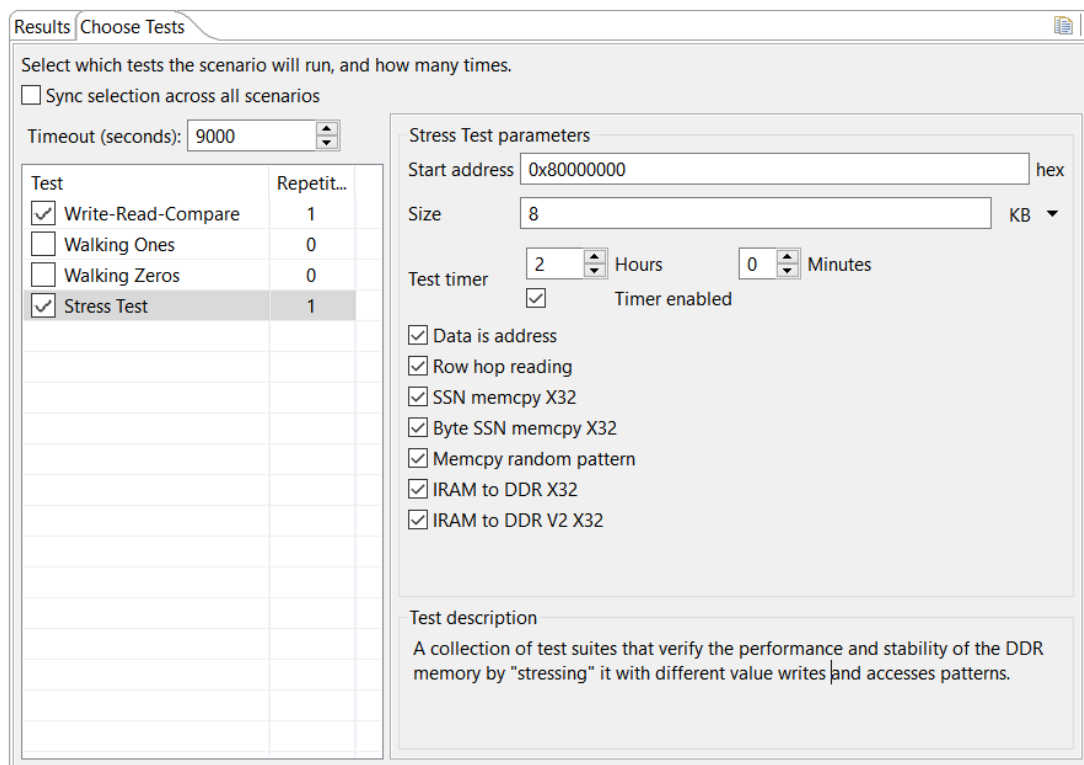 Results Choose Tests
Select which tests the scenario will run, and how many times.
Sync selection across all scenarios
Timeout (seconds): 9000
Test Repetit...
Write-Read-Compare 1
Walking Ones 0
Walking Zeros 0
Stress Test 1
Stress Test parameters
Start address 0x80000000 hex
Size 8 KB
Test timer 2 Hours 0 Minutes
Timer enabled
Data is address
Row hop reading
SSN memcpy X32
Byte SSN memcpy X32
Memcpy random pattern
IRAM to DDR X32
IRAM to DDR V2 X32
Test description
A collection of test suites that verify the performance and stability of the DDR
memory by "stressing" it with different value writes and accesses patterns.